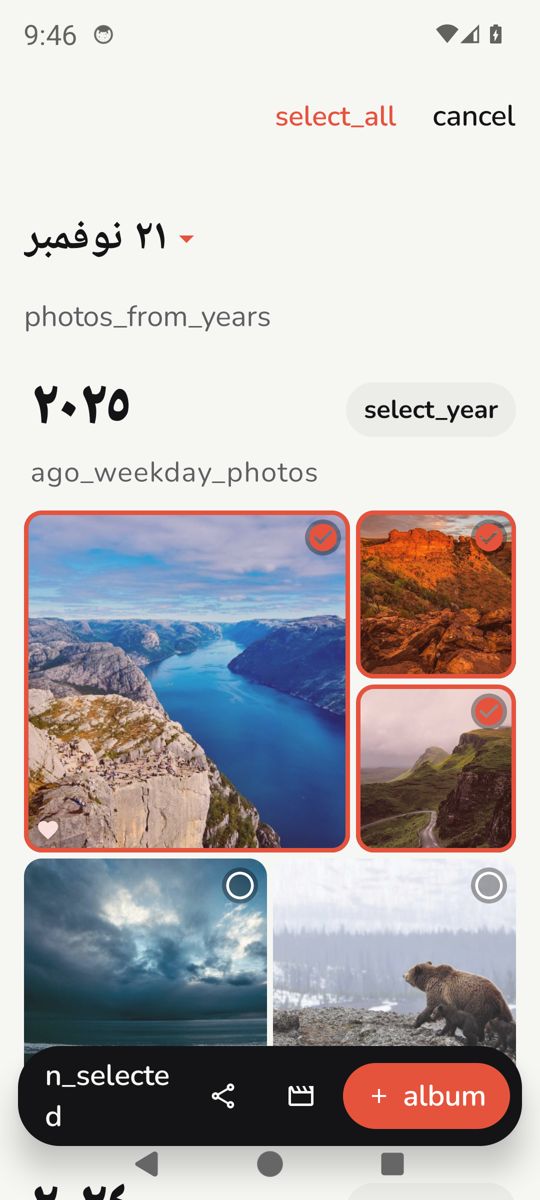 9:46
select_all cancel
٢١ نوفمبر
photos_from_years
٢٠٢٥ select_year
ago_weekday_photos
n_selecte
d
+ album